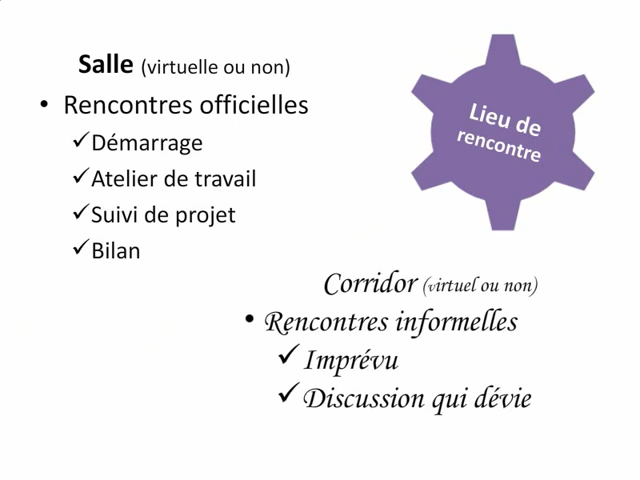 Salle (virtuelle ou non)
• Rencontres officielles
✓Démarrage
✓Atelier de travail
✓Suivi de projet
✓Bilan
Lieu de
rencontre
Corridor (virtuel ou non)
• Rencontres informelles
✓ Imprévu
✓ Discussion qui dévie